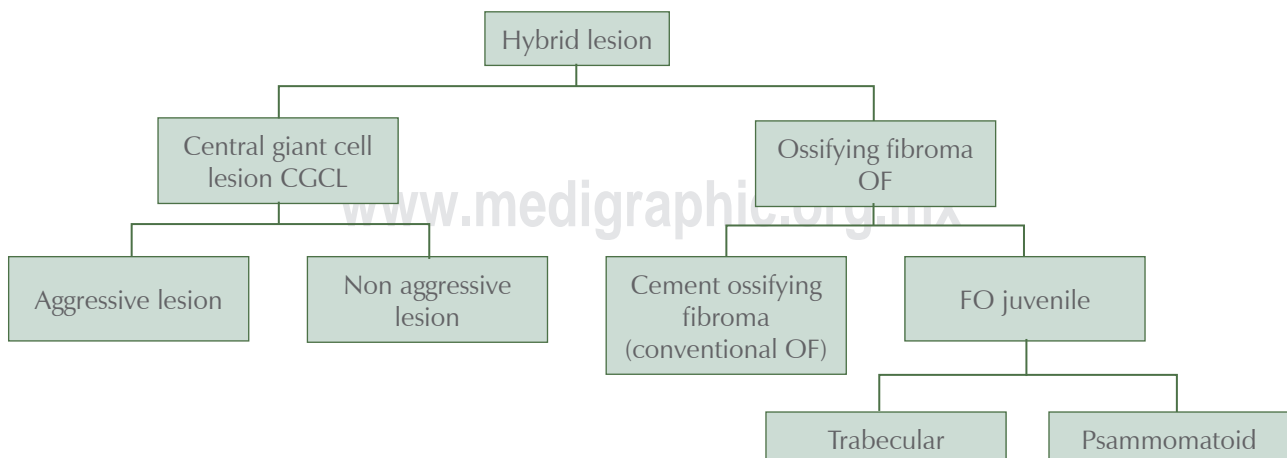 Hybrid lesion
Central giant cell
lesion CGCL
Ossifying fibroma
OF
www.medigraphic.org.mx
Aggressive lesion
Non aggressive
lesion
Cement ossifying
fibroma
(conventional OF)
FO juvenile
Trabecular
Psammomatoid